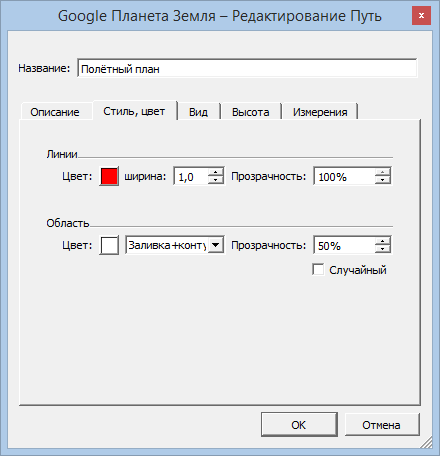 Google Планета Земля – Редактирование Путь
Название: Полётный план
Описание Стиль, цвет Вид Высота Измерения
Линии
Цвет: ширина: 1,0 Прозрачность: 100%
Область
Цвет: Заливка+конту Прозрачность: 50%
Случайный
OK Отмена